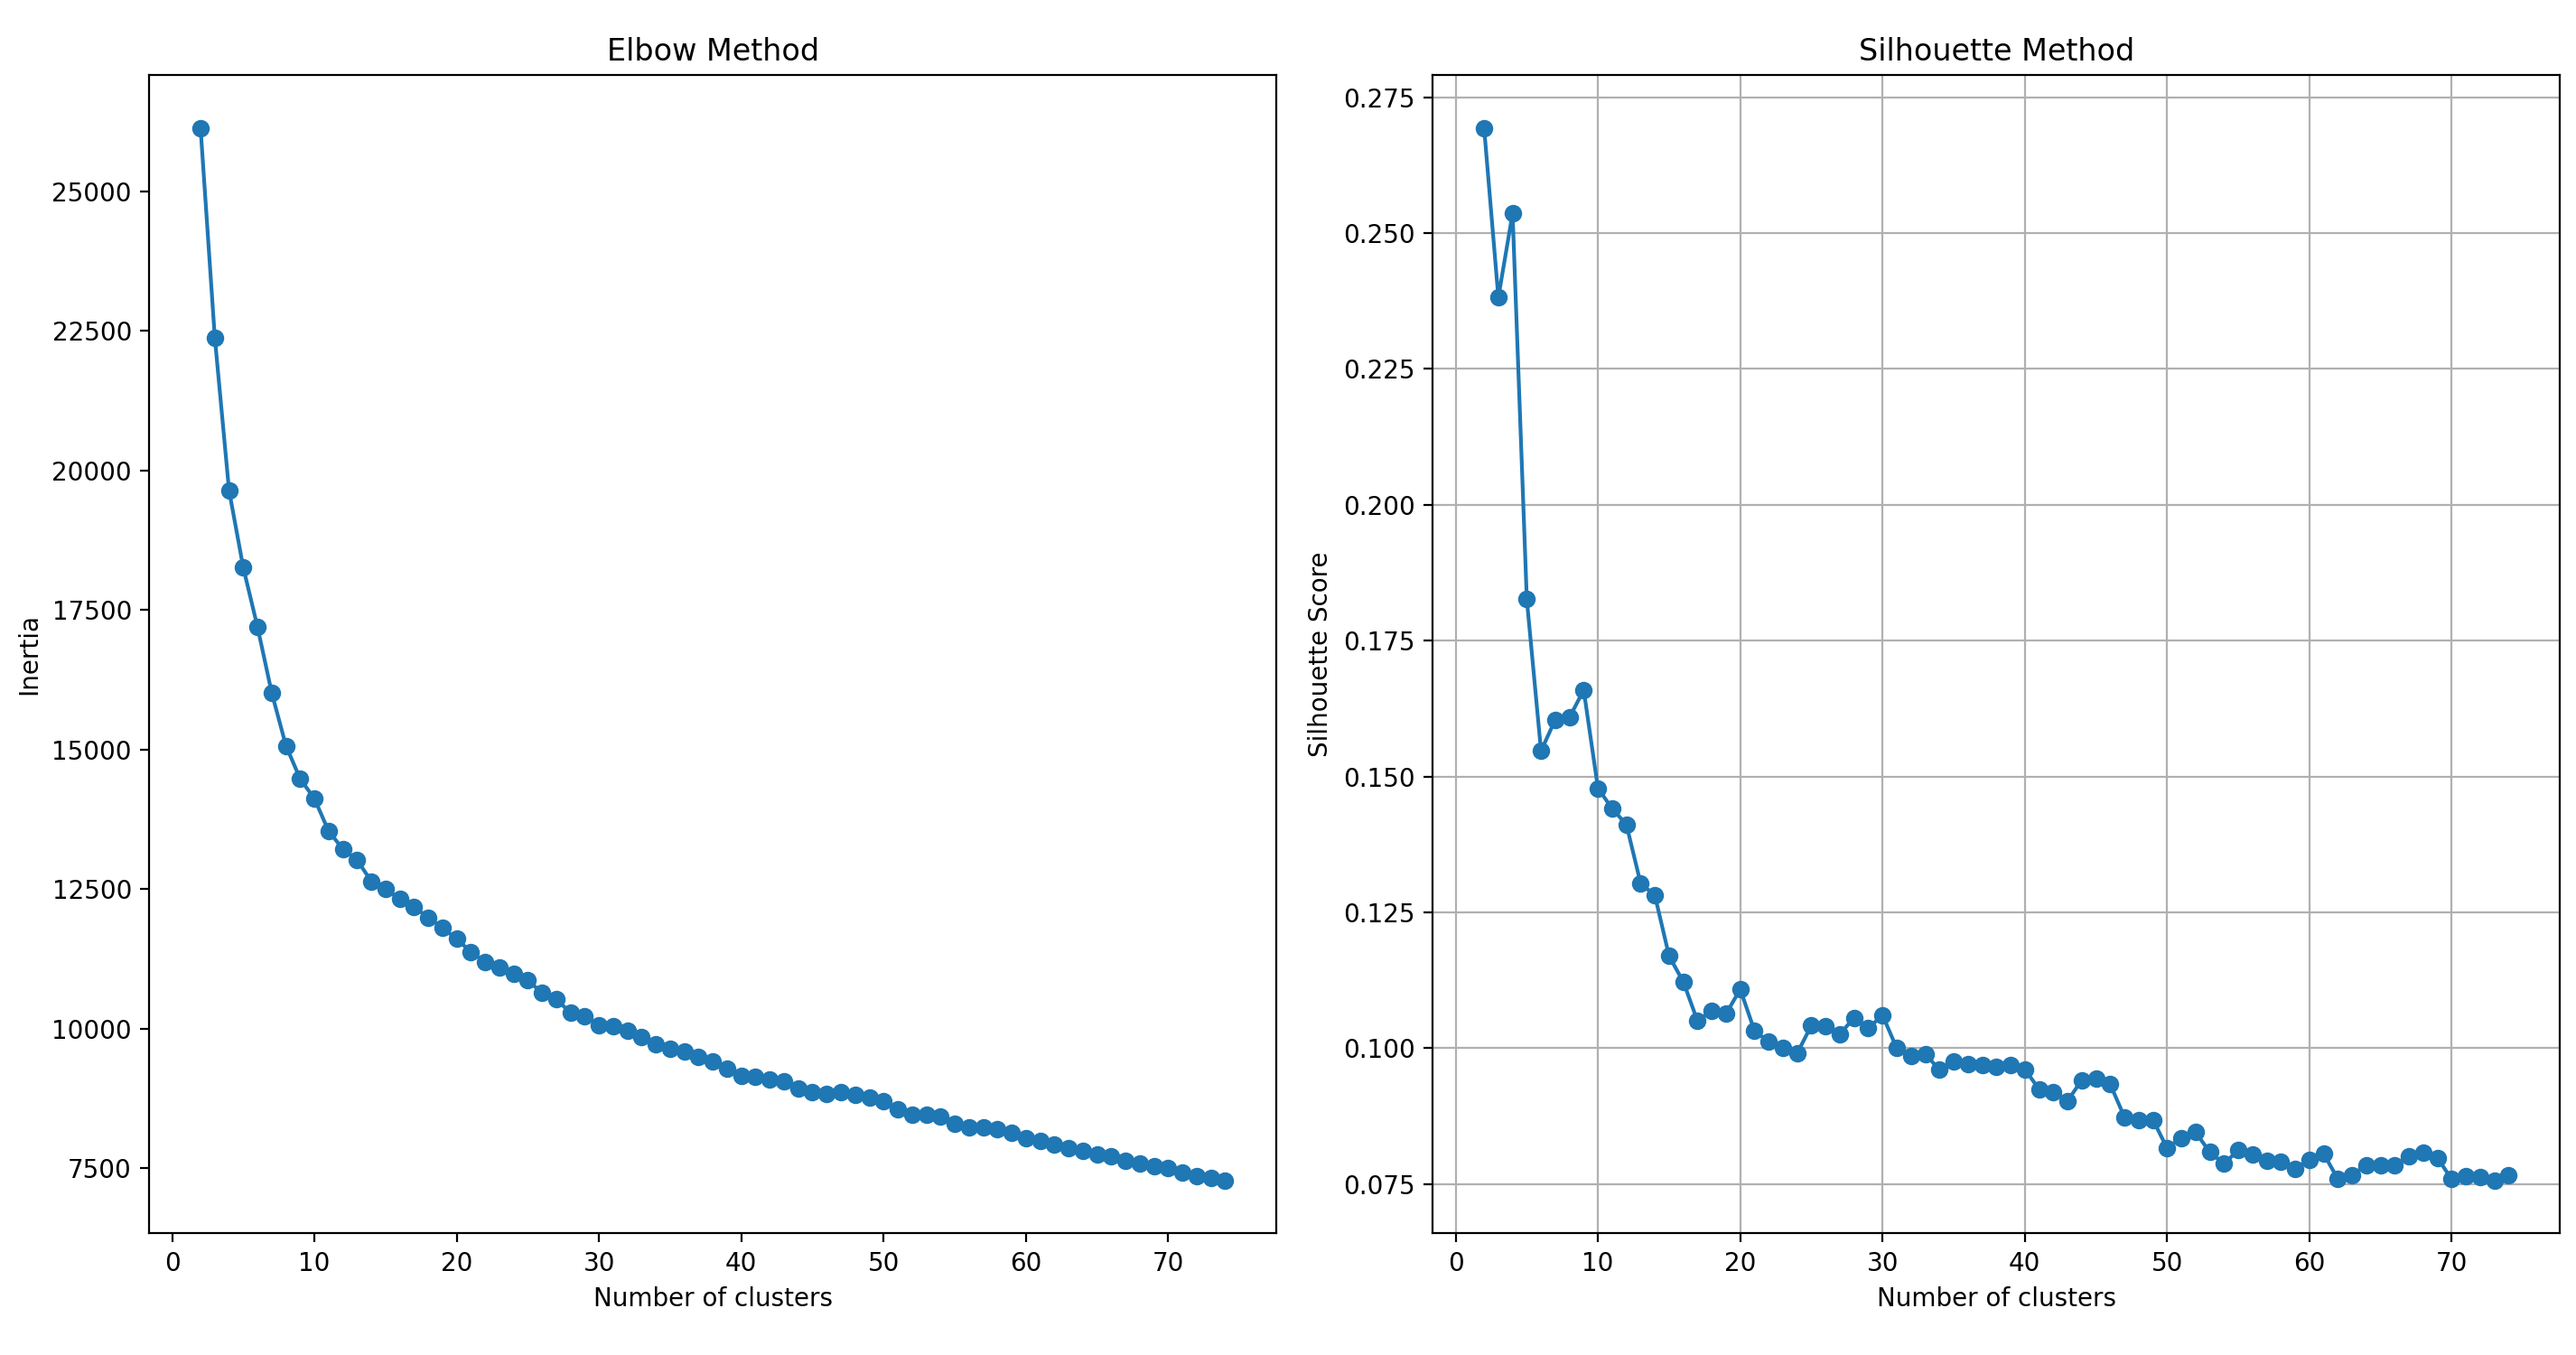 Elbow Method
Inertia
25000
22500
20000
17500
15000
12500
10000
7500
0 10 20 30 40 50 60 70
Number of clusters
Silhouette Method
Silhouette Score
0.275
0.250
0.225
0.200
0.175
0.150
0.125
0.100
0.075
0 10 20 30 40 50 60 70
Number of clusters